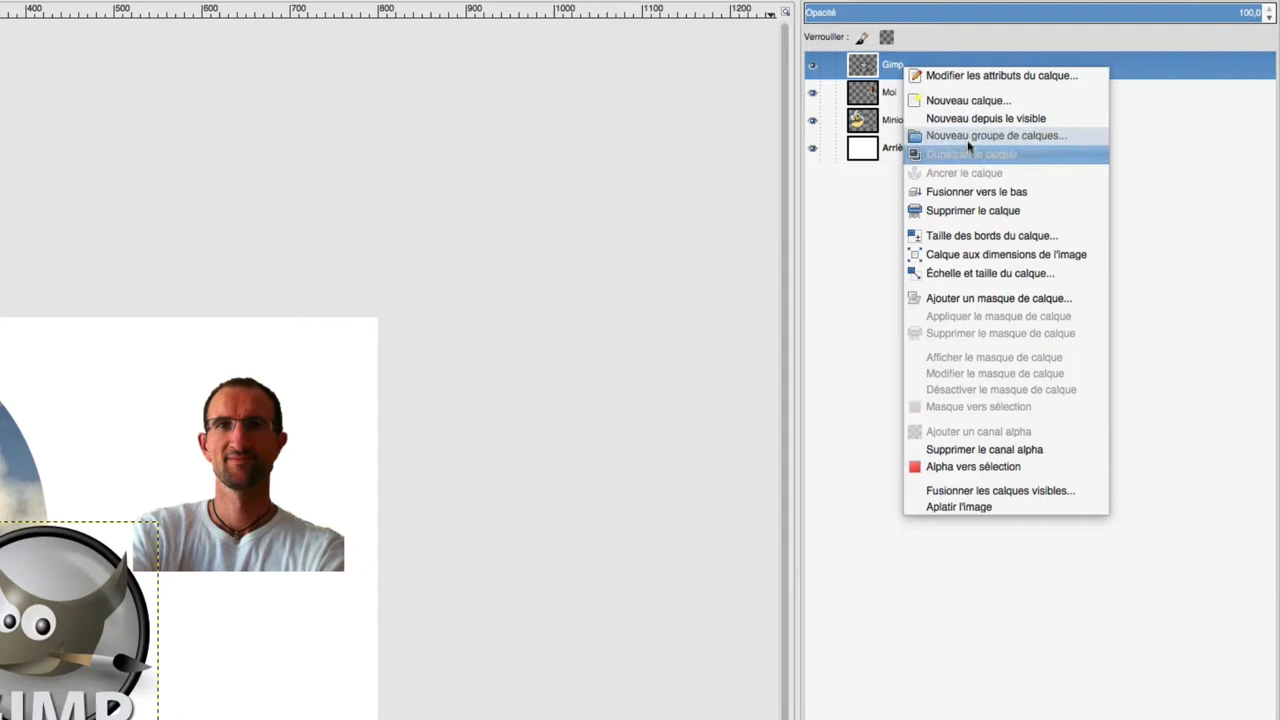 400 500 600 700 800 900 1000 1100 1200
Opacité 100,0
Verrouiller :
Gimp
Moi
Minio
Arriè
Modifier les attributs du calque...
Nouveau calque...
Nouveau depuis le visible
Nouveau groupe de calques...
Dupliquer le calque
Ancrer le calque
Fusionner vers le bas
Supprimer le calque
Taille des bords du calque...
Calque aux dimensions de l'image
Échelle et taille du calque...
Ajouter un masque de calque...
Appliquer le masque de calque
Supprimer le masque de calque
Afficher le masque de calque
Modifier le masque de calque
Désactiver le masque de calque
Masque vers sélection
Ajouter un canal alpha
Supprimer le canal alpha
Alpha vers sélection
Fusionner les calques visibles...
Aplatir l'image
GIMP